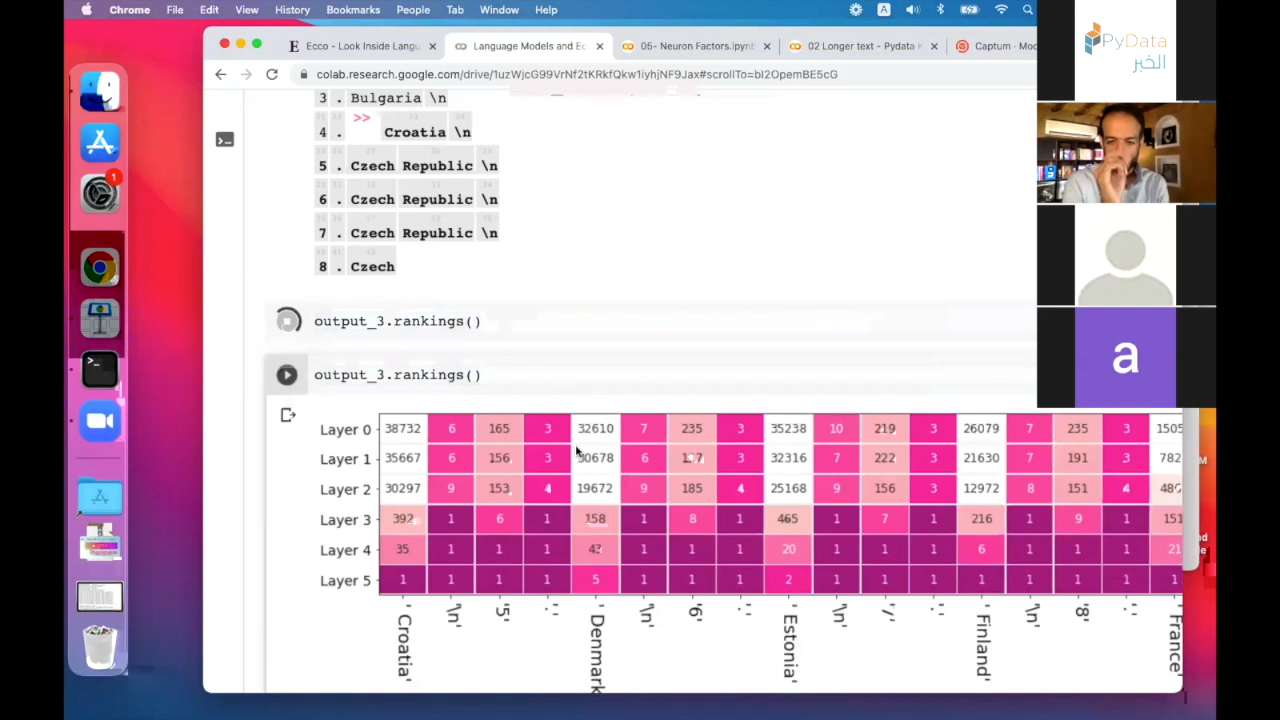 Chrome File Edit View History Bookmarks People Tab Window Help
Ecco - Look Inside Langu
Language Models and Ec
05- Neuron Factors.ipynb
02 Longer text - Pydata K
Captum · Mod
colab.research.google.com/drive/1uzWjcG99VrNf2tKRkfQkw1iyhjNF9Jax#scrollTo=bI2OpemBE5cG
PyData
الخبر
3 . Bulgaria \n
>>
4 . Croatia \n
5 . Czech Republic \n
6 . Czech Republic \n
7 . Czech Republic \n
8 . Czech
output_3.rankings()
output_3.rankings()
a
1
Layer 0 38732 6 165 3 32610 7 235 3 35238 10 219 3 26079 7 235 3 1505
Layer 1 35667 6 156 3 30678 6 3 32316 7 222 3 21630 7 191 3 782
Layer 2 30297 9 153 4 19672 9 185 4 25168 9 156 3 12972 8 151 4 480
Layer 3 392 1 6 1 158 1 8 1 465 1 7 1 216 1 9 1 151
Layer 4 35 1 1 1 43 1 1 1 20 1 1 1 6 1 1 1 21
Layer 5 1 1 1 1 5 1 1 1 2 1 1 1 1 1 1 1 1
' Croatia' '\n' '5' '.' ' Denmark '\n' '6' '.' ' Estonia' '\n' '.' ' Finland' '\n' '8' '.' ' France'